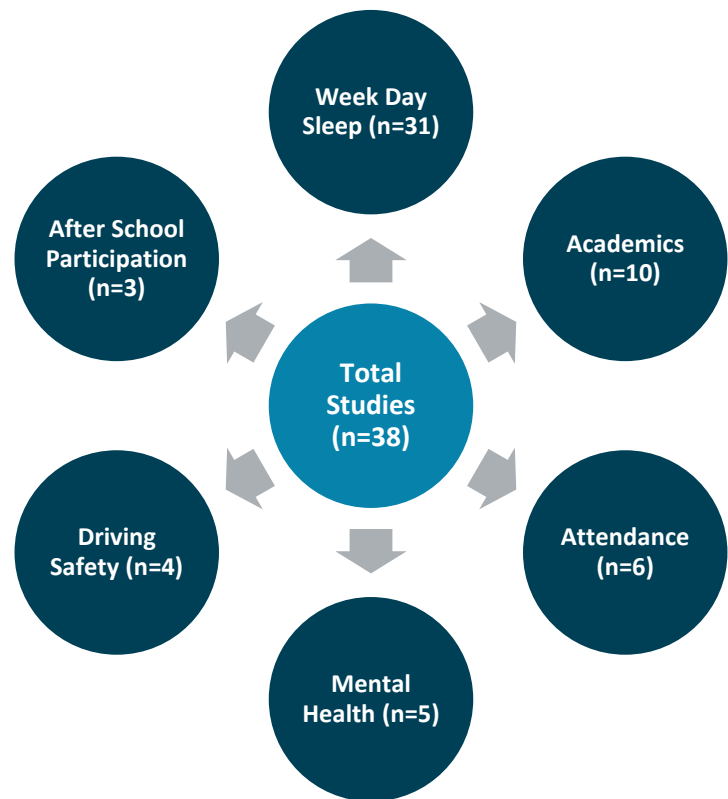 Week Day
Sleep (n=31)
After School
Participation
(n=3)
Academics
(n=10)
Total
Studies
(n=38)
Driving
Safety (n=4)
Attendance
(n=6)
Mental
Health (n=5)